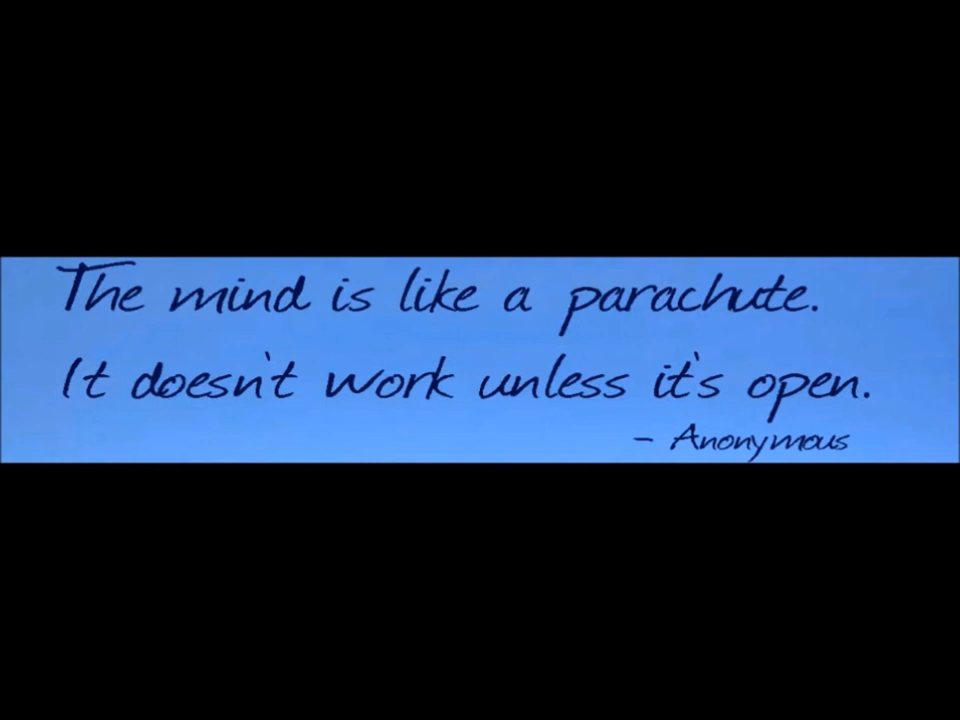 The mind is like a parachute.
It doesn't work unless it's open.
- Anonymous